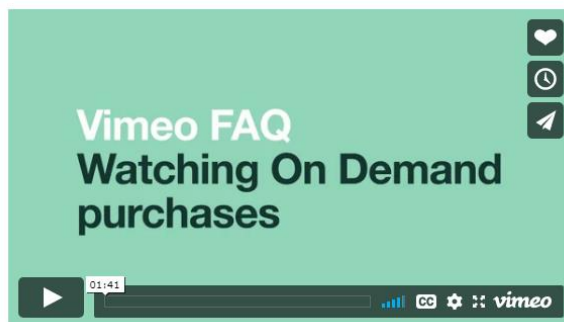 Vimeo FAQ
Watching On Demand
purchases
01:41
CC
vimeo